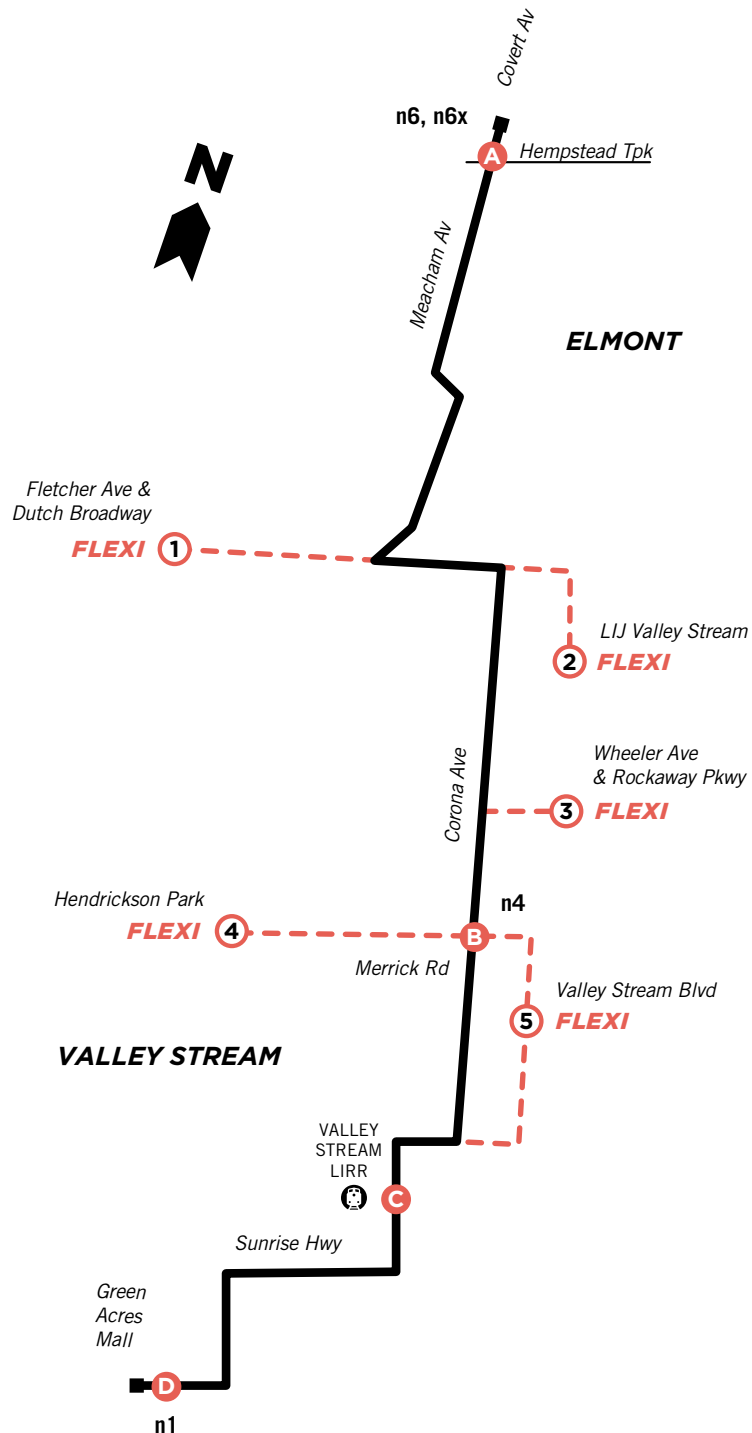 Covert Av
n6, n6x
A
Hempstead Tpk
N
Meacham Av
ELMONT
Fletcher Ave &
Dutch Broadway
FLEXI 1
LIJ Valley Stream
2 FLEXI
Wheeler Ave
& Rockaway Pkwy
3 FLEXI
Corona Ave
n4
Hendrickson Park
FLEXI 4
B
Merrick Rd
Valley Stream Blvd
5 FLEXI
VALLEY STREAM
VALLEY
STREAM
LIRR
C
Sunrise Hwy
Green
Acres
Mall
D
n1